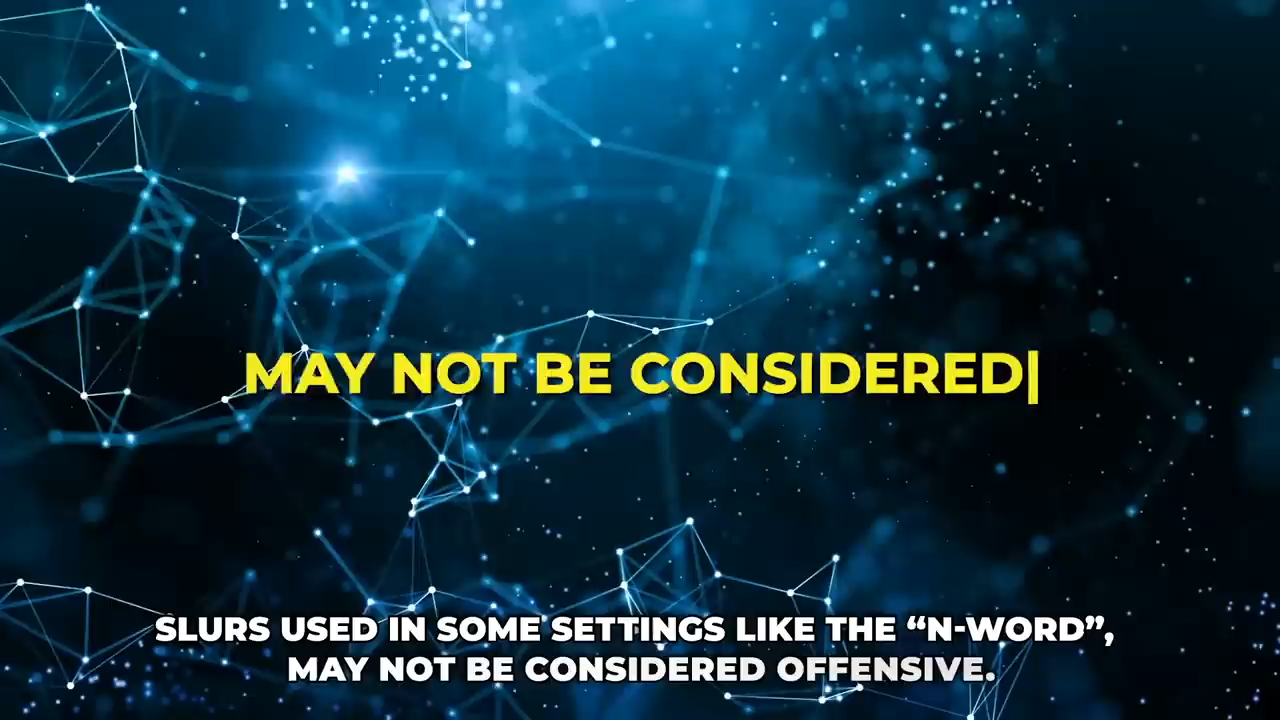 MAY NOT BE CONSIDERED|
SLURS USED IN SOME SETTINGS LIKE THE “N-WORD”,
MAY NOT BE CONSIDERED OFFENSIVE.